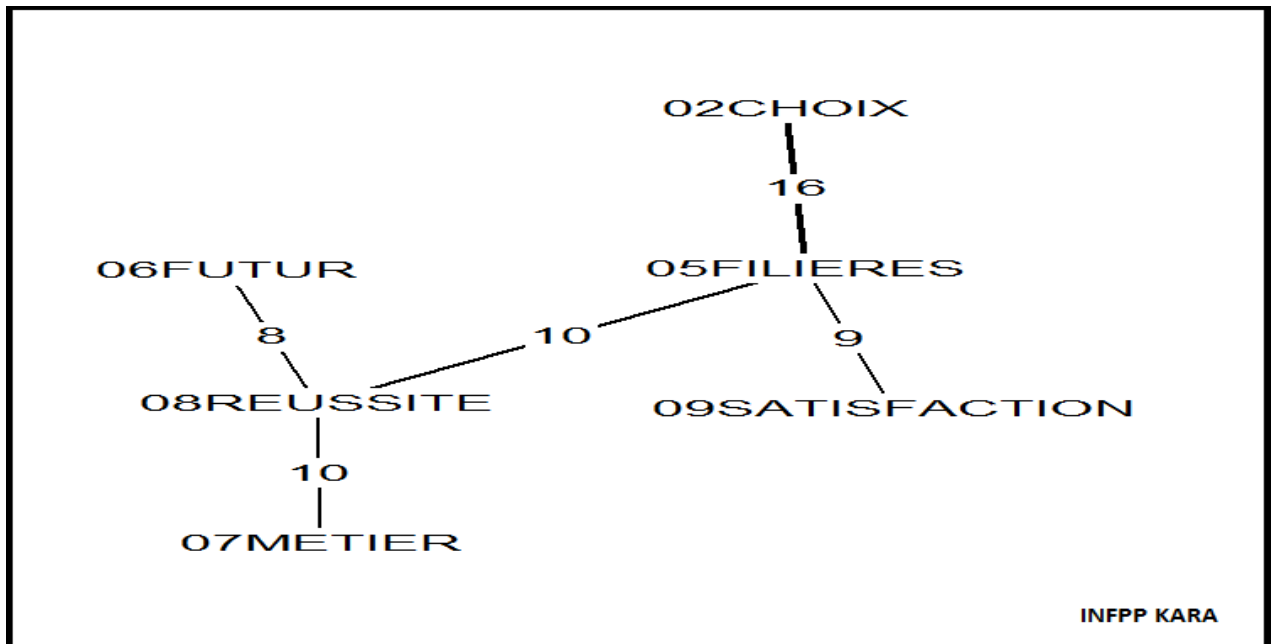 02CHOIX
16
06FUTUR
05FILIERES
8
10
9
08REUSSITE
09SATISFACTION
10
07METIER
INFPP KARA